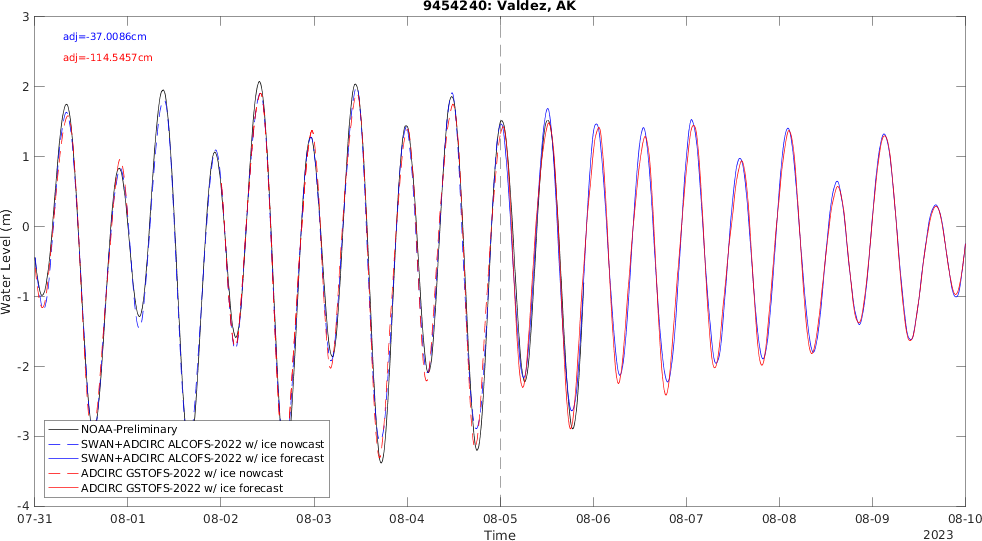 9454240: Valdez, AK
adj=-37.0086cm
adj=-114.5457cm
Water Level (m)
3
2
1
0
-1
-2
-3
-4
NOAA-Preliminary
SWAN+ADCIRC ALCOFS-2022 w/ ice nowcast
SWAN+ADCIRC ALCOFS-2022 w/ ice forecast
ADCIRC GSTOFS-2022 w/ ice nowcast
ADCIRC GSTOFS-2022 w/ ice forecast
07-31 08-01 08-02 08-03 08-04 08-05 08-06 08-07 08-08 08-09 08-10
Time
2023